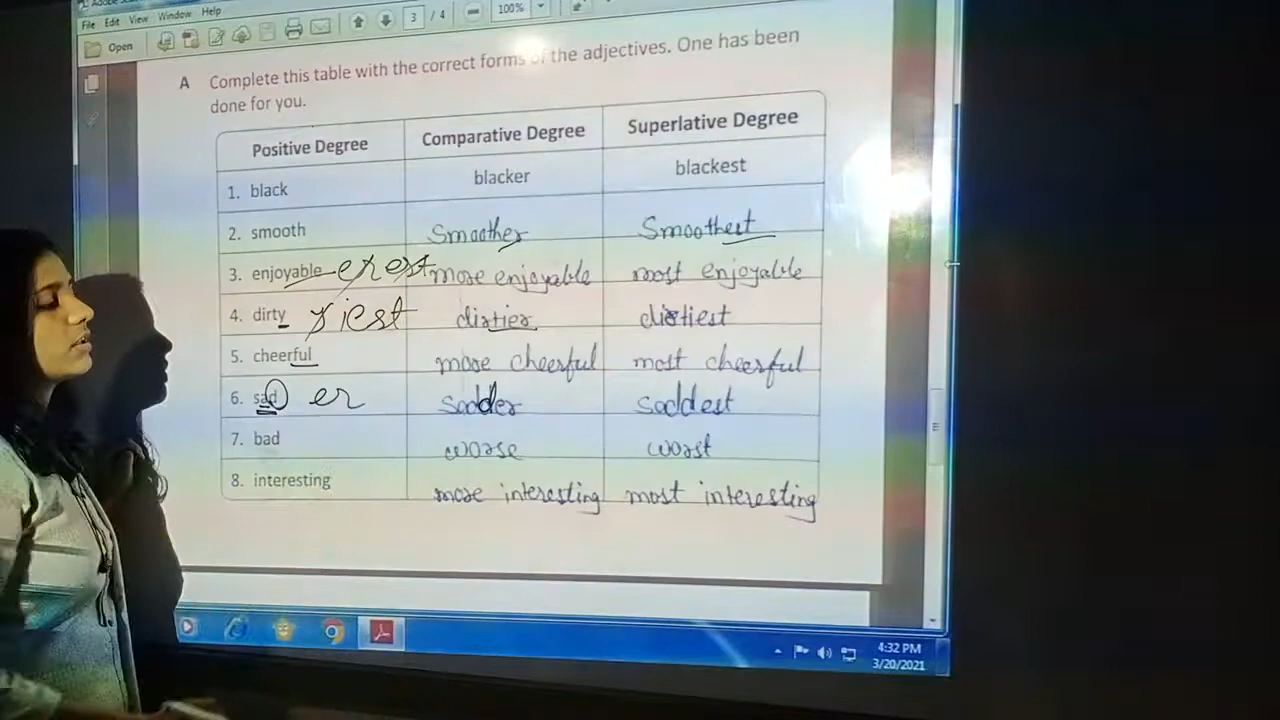 File Edit View Window Help
Open 3 / 4 100%
A Complete this table with the correct forms of the adjectives. One has been
done for you.
Positive Degree Comparative Degree Superlative Degree
1. black blacker blackest
2. smooth Smoother Smoothest
3. enjoyable er est more enjoyable most enjoyable
4. dirty yiest dirtier dirtiest
5. cheerful more cheerful most cheerful
6. sad er sadder saddest
7. bad worse worst
8. interesting more interesting most interesting
4:32 PM
3/20/2021